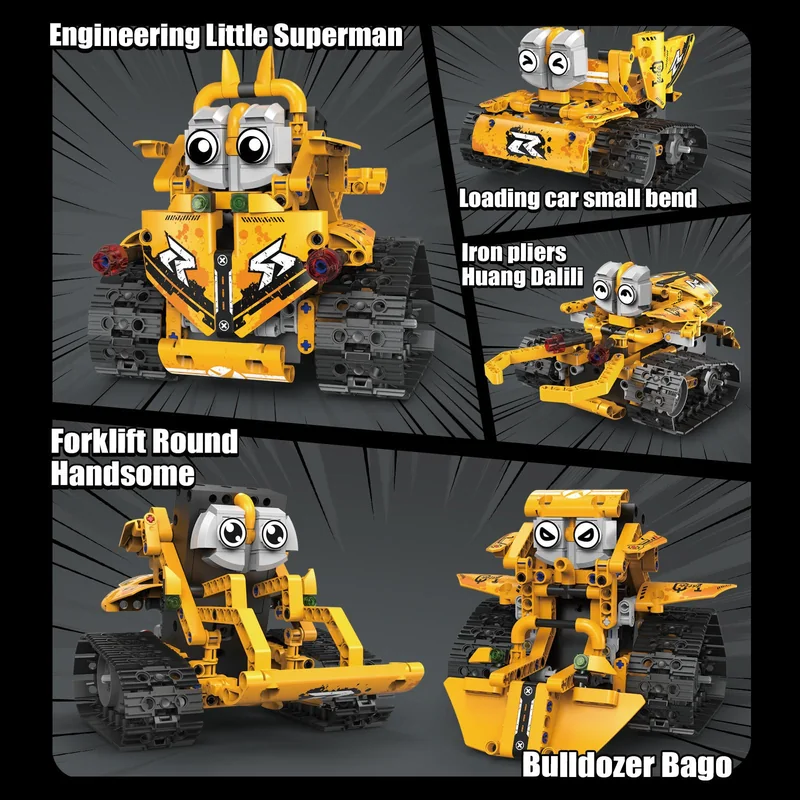 Engineering Little Superman
Loading car small bend
Iron pliers
Huang Dalili
Forklift Round
Handsome
Bulldozer Bago